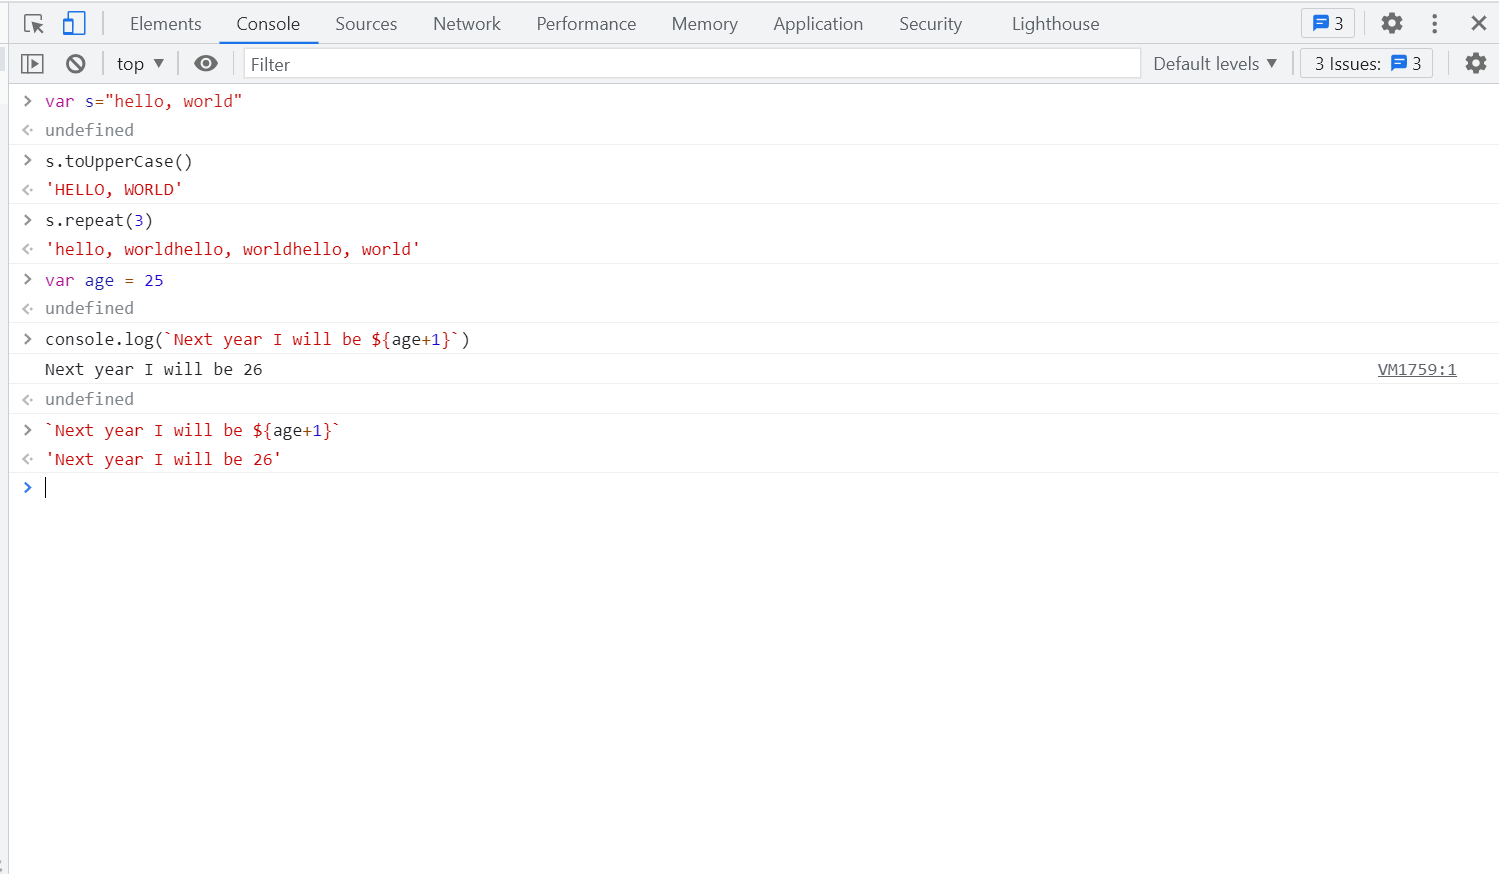 Elements Console Sources Network Performance Memory Application Security Lighthouse 3
top Filter Default levels 3 Issues: 3
var s="hello, world"
undefined
s.toUpperCase()
'HELLO, WORLD'
s.repeat(3)
'hello, worldhello, worldhello, world'
var age = 25
undefined
console.log(`Next year I will be ${age+1}`)
Next year I will be 26 VM1759:1
undefined
`Next year I will be ${age+1}`
'Next year I will be 26'